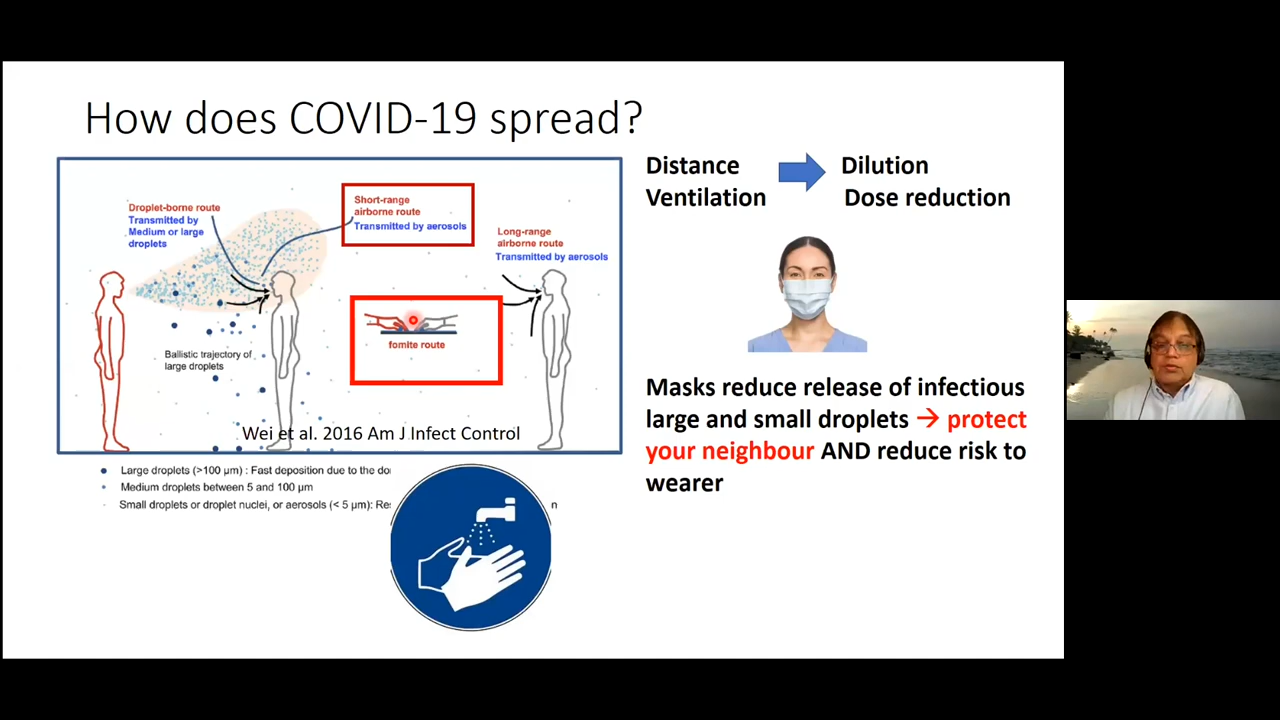 How does COVID-19 spread?
Droplet-borne route
Transmitted by
Medium or large
droplets
Short-range
airborne route
Transmitted by aerosols
Long-range
airborne route
Transmitted by aerosols
fomite route
Ballistic trajectory of
large droplets
Wei et al. 2016 Am J Infect Control
Large droplets (>100 µm) : Fast deposition due to the
Medium droplets between 5 and 100µm
Small droplets or droplet nuclei, or aerosols (< 5 µm):
Distance
Ventilation
Dilution
Dose reduction
Masks reduce release of infectious
large and small droplets → protect
your neighbour AND reduce risk to
wearer